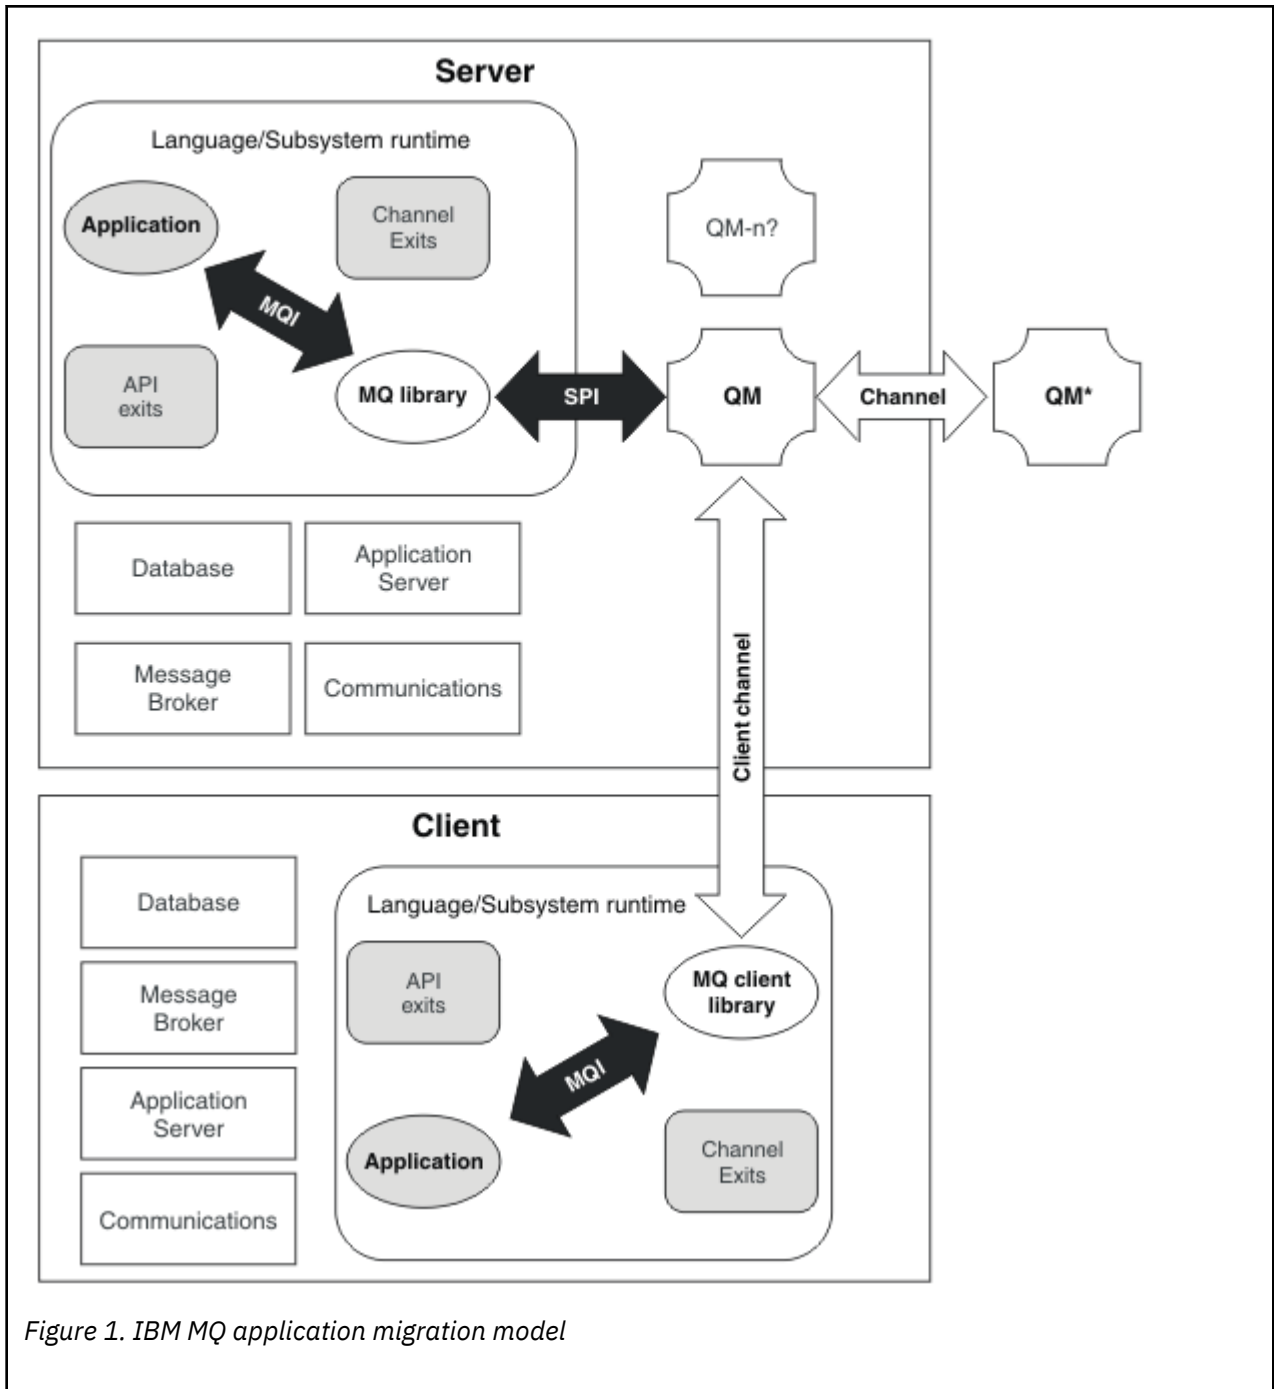 Server
Language/Subsystem runtime
Application
Channel
Exits
QM-n?
MQI
API
exits
MQ library
SPI
QM
Channel
QM*
Database
Application
Server
Message
Broker
Communications
Client channel
Client
Database
Message
Broker
Application
Server
Communications
Language/Subsystem runtime
API
exits
MQ client
library
MQI
Application
Channel
Exits
Figure 1. IBM MQ application migration model